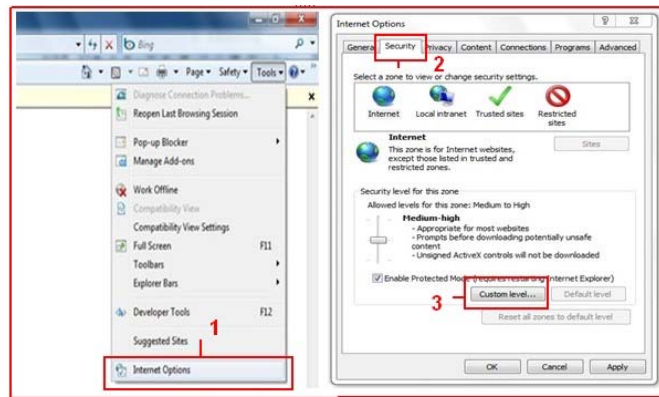 Bing
Page
Safety
Tools
Diagnose Connection Problems...
Reopen Last Browsing Session
Pop-up Blocker
Manage Add-ons
Work Offline
Compatibility View
Compatibility View Settings
Full Screen F11
Toolbars
Explorer Bars
Developer Tools F12
Suggested Sites
1
Internet Options
Internet Options
General Security Privacy Content Connections Programs Advanced
2
Select a zone to view or change security settings.
Internet Local intranet Trusted sites Restricted sites
Internet
Sites
This zone is for Internet websites,
except those listed in trusted and
restricted zones.
Security level for this zone
Allowed levels for this zone: Medium to High
Medium-high
- Appropriate for most websites
- Prompts before downloading potentially unsafe
content
- Unsigned ActiveX controls will not be downloaded
Enable Protected Mode (requires restarting Internet Explorer)
3
Custom level... Default level
Reset all zones to default level
OK Cancel Apply